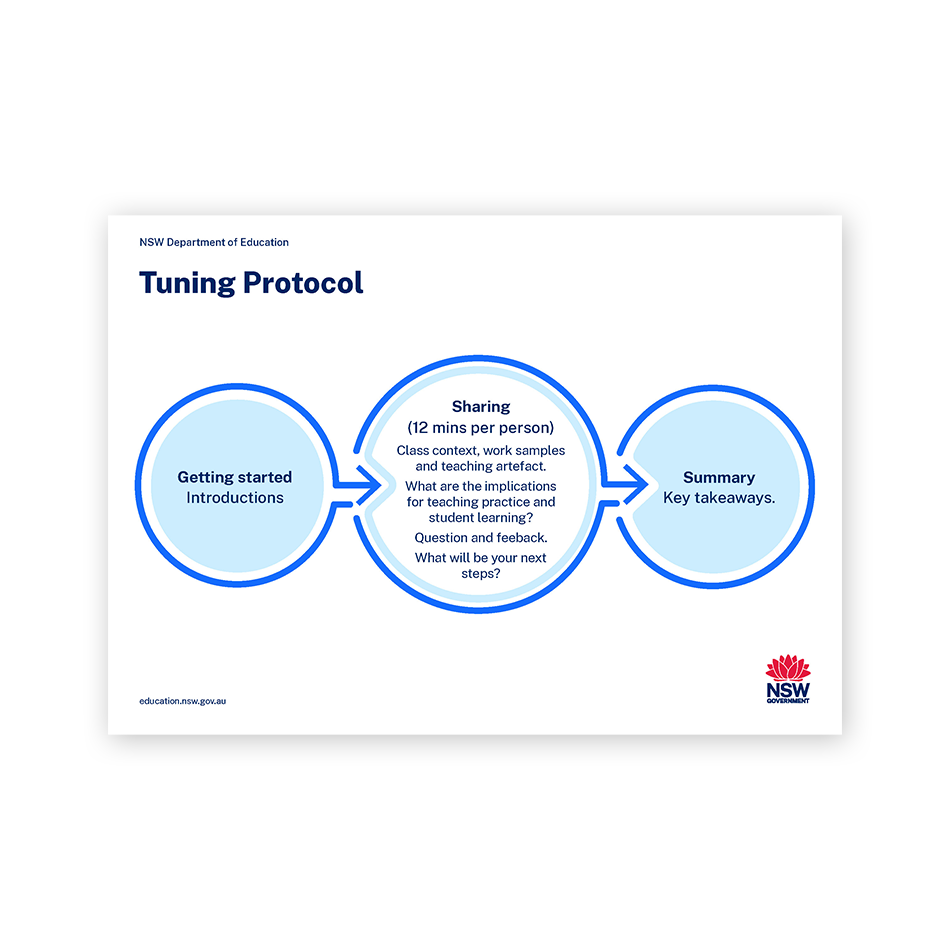 NSW Department of Education
Tuning Protocol
Getting started
Introductions
Sharing
(12 mins per person)
Class context, work samples
and teaching artefact.
What are the implications
for teaching practice and
student learning?
Question and feeback.
What will be your next
steps?
Summary
Key takeaways.
education.nsw.gov.au
NSW
GOVERNMENT